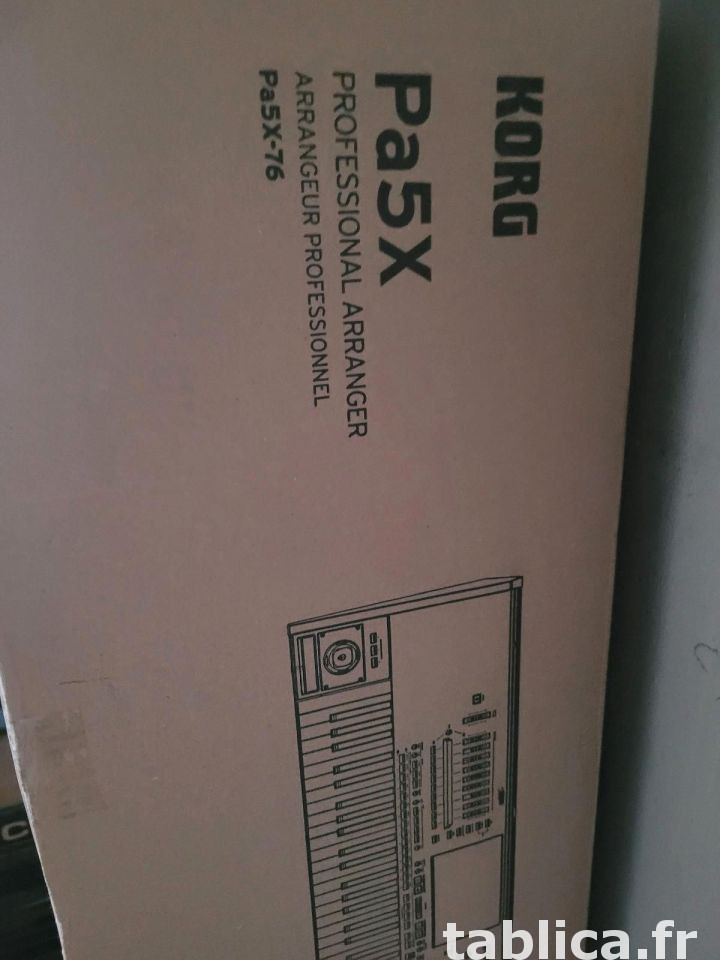 KORG
Pa5X
PROFESSIONAL ARRANGER
ARRANGEUR PROFESSIONNEL
Pa5X-76
tablica.fr